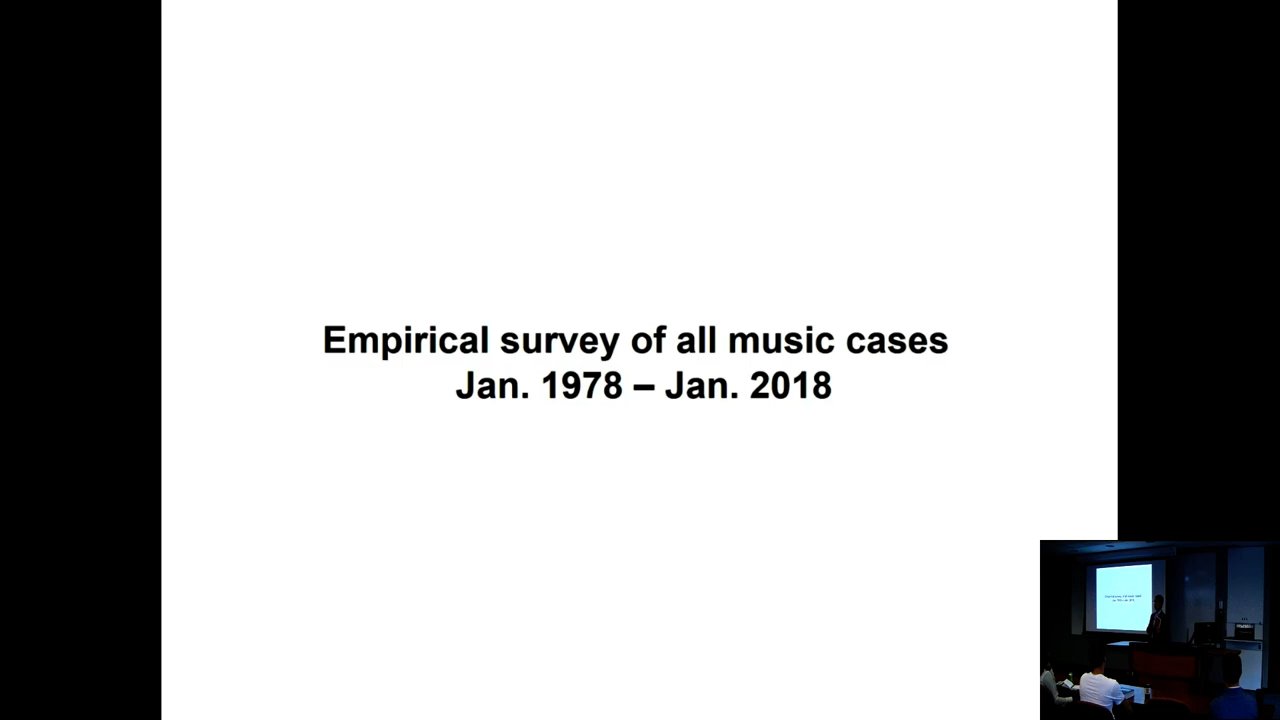 Empirical survey of all music cases
Jan. 1978 – Jan. 2018